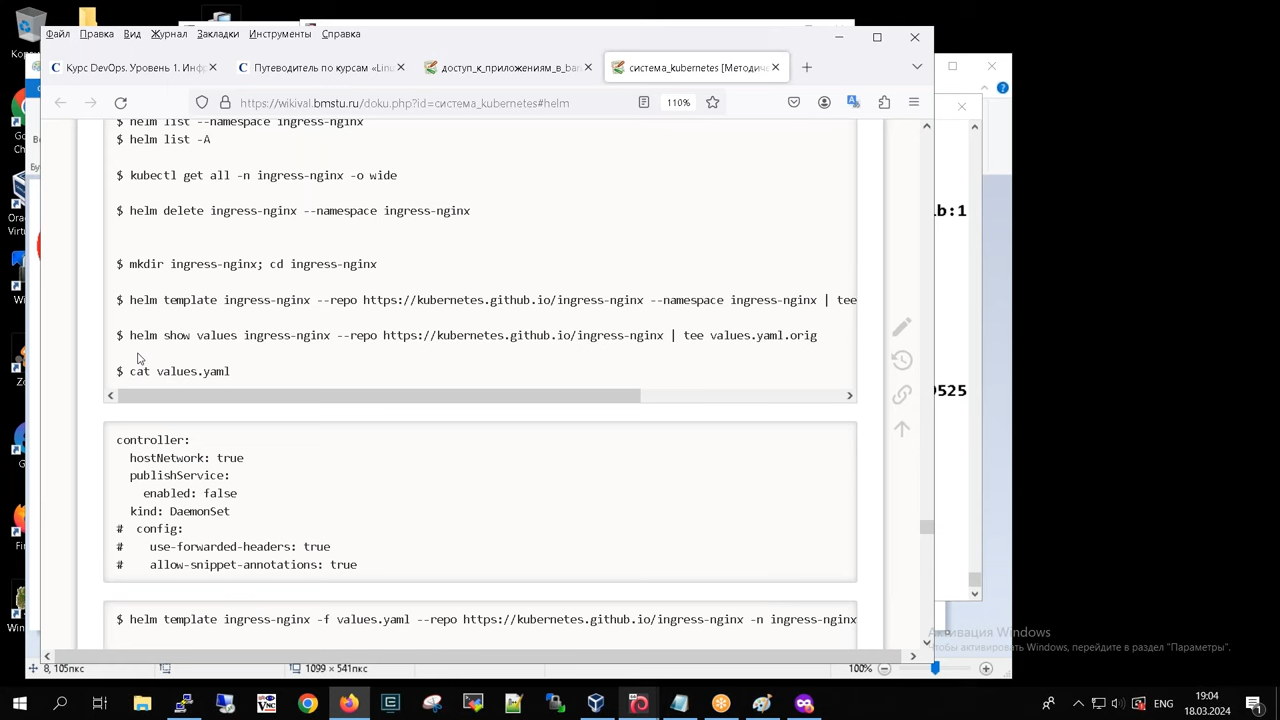 Файл Правка Вид Журнал Закладки Инструменты Справка
Курс DevOps. Уровень 1. Инфр
Путеводитель по курсам «Linu
система_kubernetes [Методиче
https://val.bmstu.ru/doku.php?id=система_kubernetes#helm
110%
$ helm list --namespace ingress-nginx
$ helm list -A
$ kubectl get all -n ingress-nginx -o wide
$ helm delete ingress-nginx --namespace ingress-nginx
$ mkdir ingress-nginx; cd ingress-nginx
$ helm template ingress-nginx --repo https://kubernetes.github.io/ingress-nginx --namespace ingress-nginx | tee
$ helm show values ingress-nginx --repo https://kubernetes.github.io/ingress-nginx | tee values.yaml.orig
$ cat values.yaml
controller:
  hostNetwork: true
  publishService:
    enabled: false
  kind: DaemonSet
#  config:
#    use-forwarded-headers: true
#    allow-snippet-annotations: true
$ helm template ingress-nginx -f values.yaml --repo https://kubernetes.github.io/ingress-nginx -n ingress-nginx
lb:1
9525
Активация Windows
Чтобы активировать Windows, перейдите в раздел "Параметры".
8, 105пкс
1099 × 541пкс
100%
ENG
19:04
18.03.2024